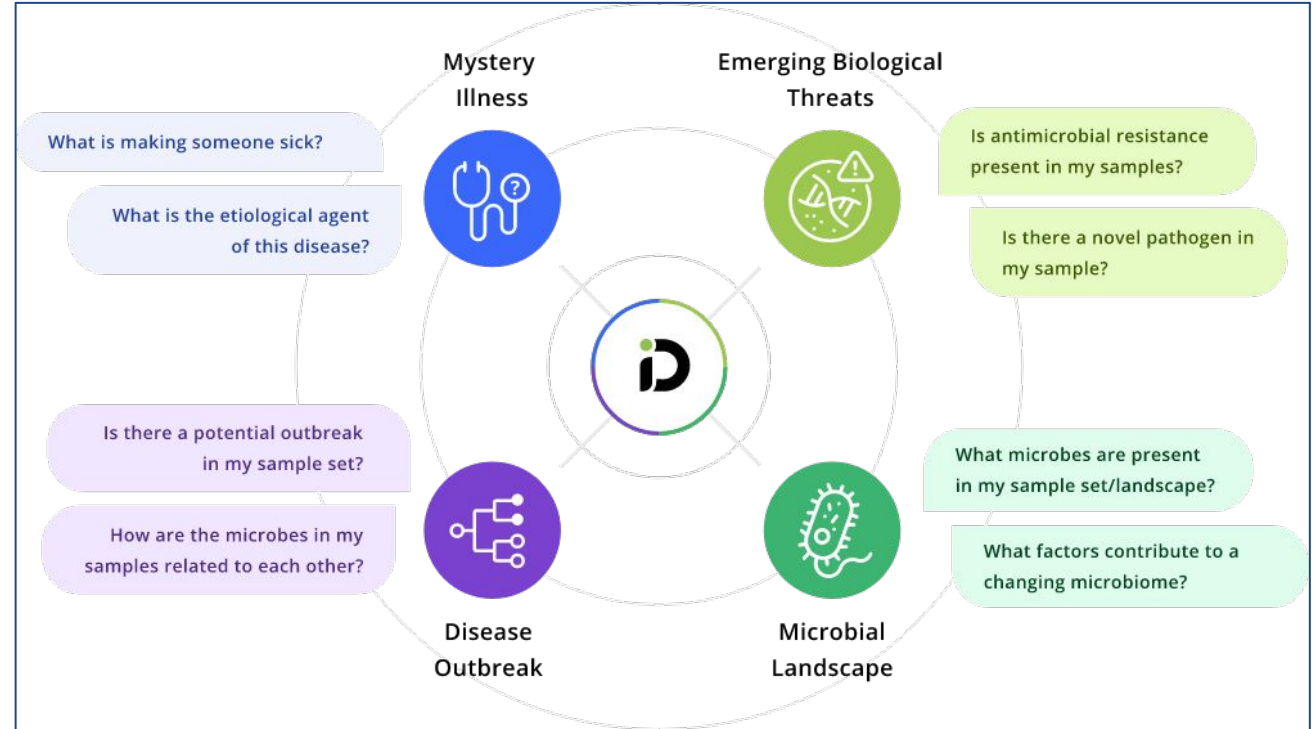 Mystery
Illness
What is making someone sick?
What is the etiological agent
of this disease?
Emerging Biological
Threats
Is antimicrobial resistance
present in my samples?
Is there a novel pathogen in
my sample?
?
!
iD
Is there a potential outbreak
in my sample set?
How are the microbes in my
samples related to each other?
Disease
Outbreak
What microbes are present
in my sample set/landscape?
What factors contribute to a
changing microbiome?
Microbial
Landscape